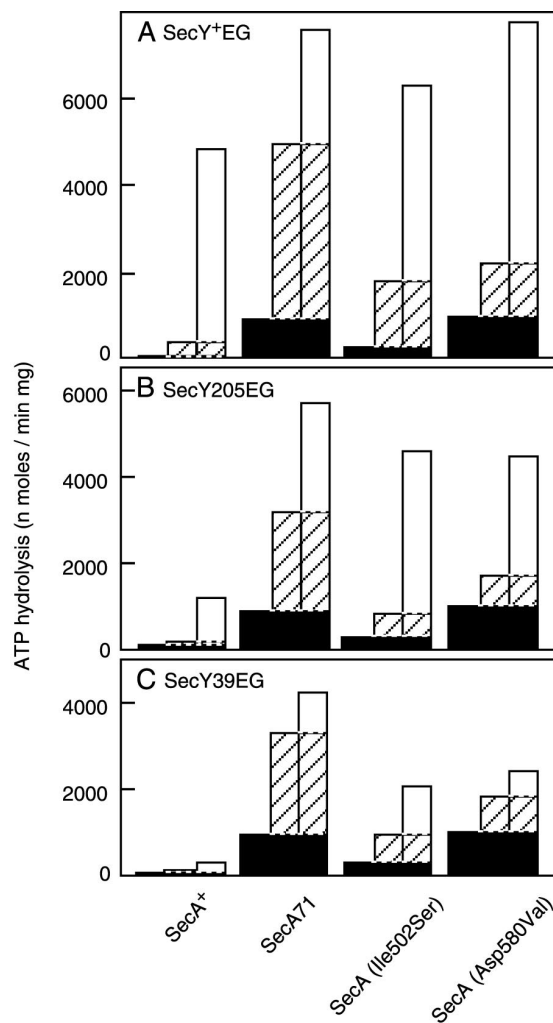 A SecY⁺EG
6000
4000
2000
0
B SecY205EG
6000
4000
2000
0
C SecY39EG
4000
2000
0
ATP hydrolysis (n moles / min mg)
SecA⁺
SecA71
SecA (Ile502Ser)
SecA (Asp580Val)